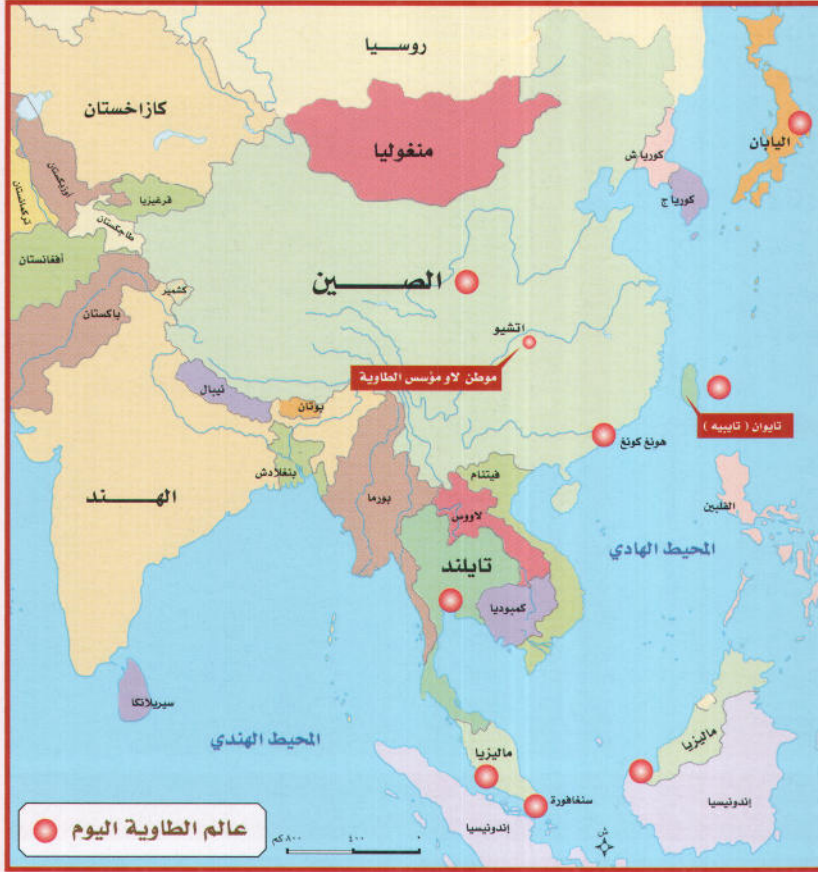 روسيا
كازاخستان
منغوليا
اليابان
كوريا ش
كوريا ج
أوزبكستان
تركمانستان
قرغيزيا
طاجكستان
أفغانستان
كشمير
باكستان
الصين
اتشيو
موطن لاو مؤسس الطاوية
نيبال
بوتان
تايوان ( تايبيه )
هونغ كونغ
بنغلادش
الهند
بورما
فيتنام
لاووس
الفلبين
المحيط الهادي
تايلند
كمبوديا
سيريلانكا
المحيط الهندي
ماليزيا
ماليزيا
سنغافورة
إندونيسيا
إندونيسيا
عالم الطاوية اليوم
٠ ٤٠٠ ٨٠٠ كم
ش